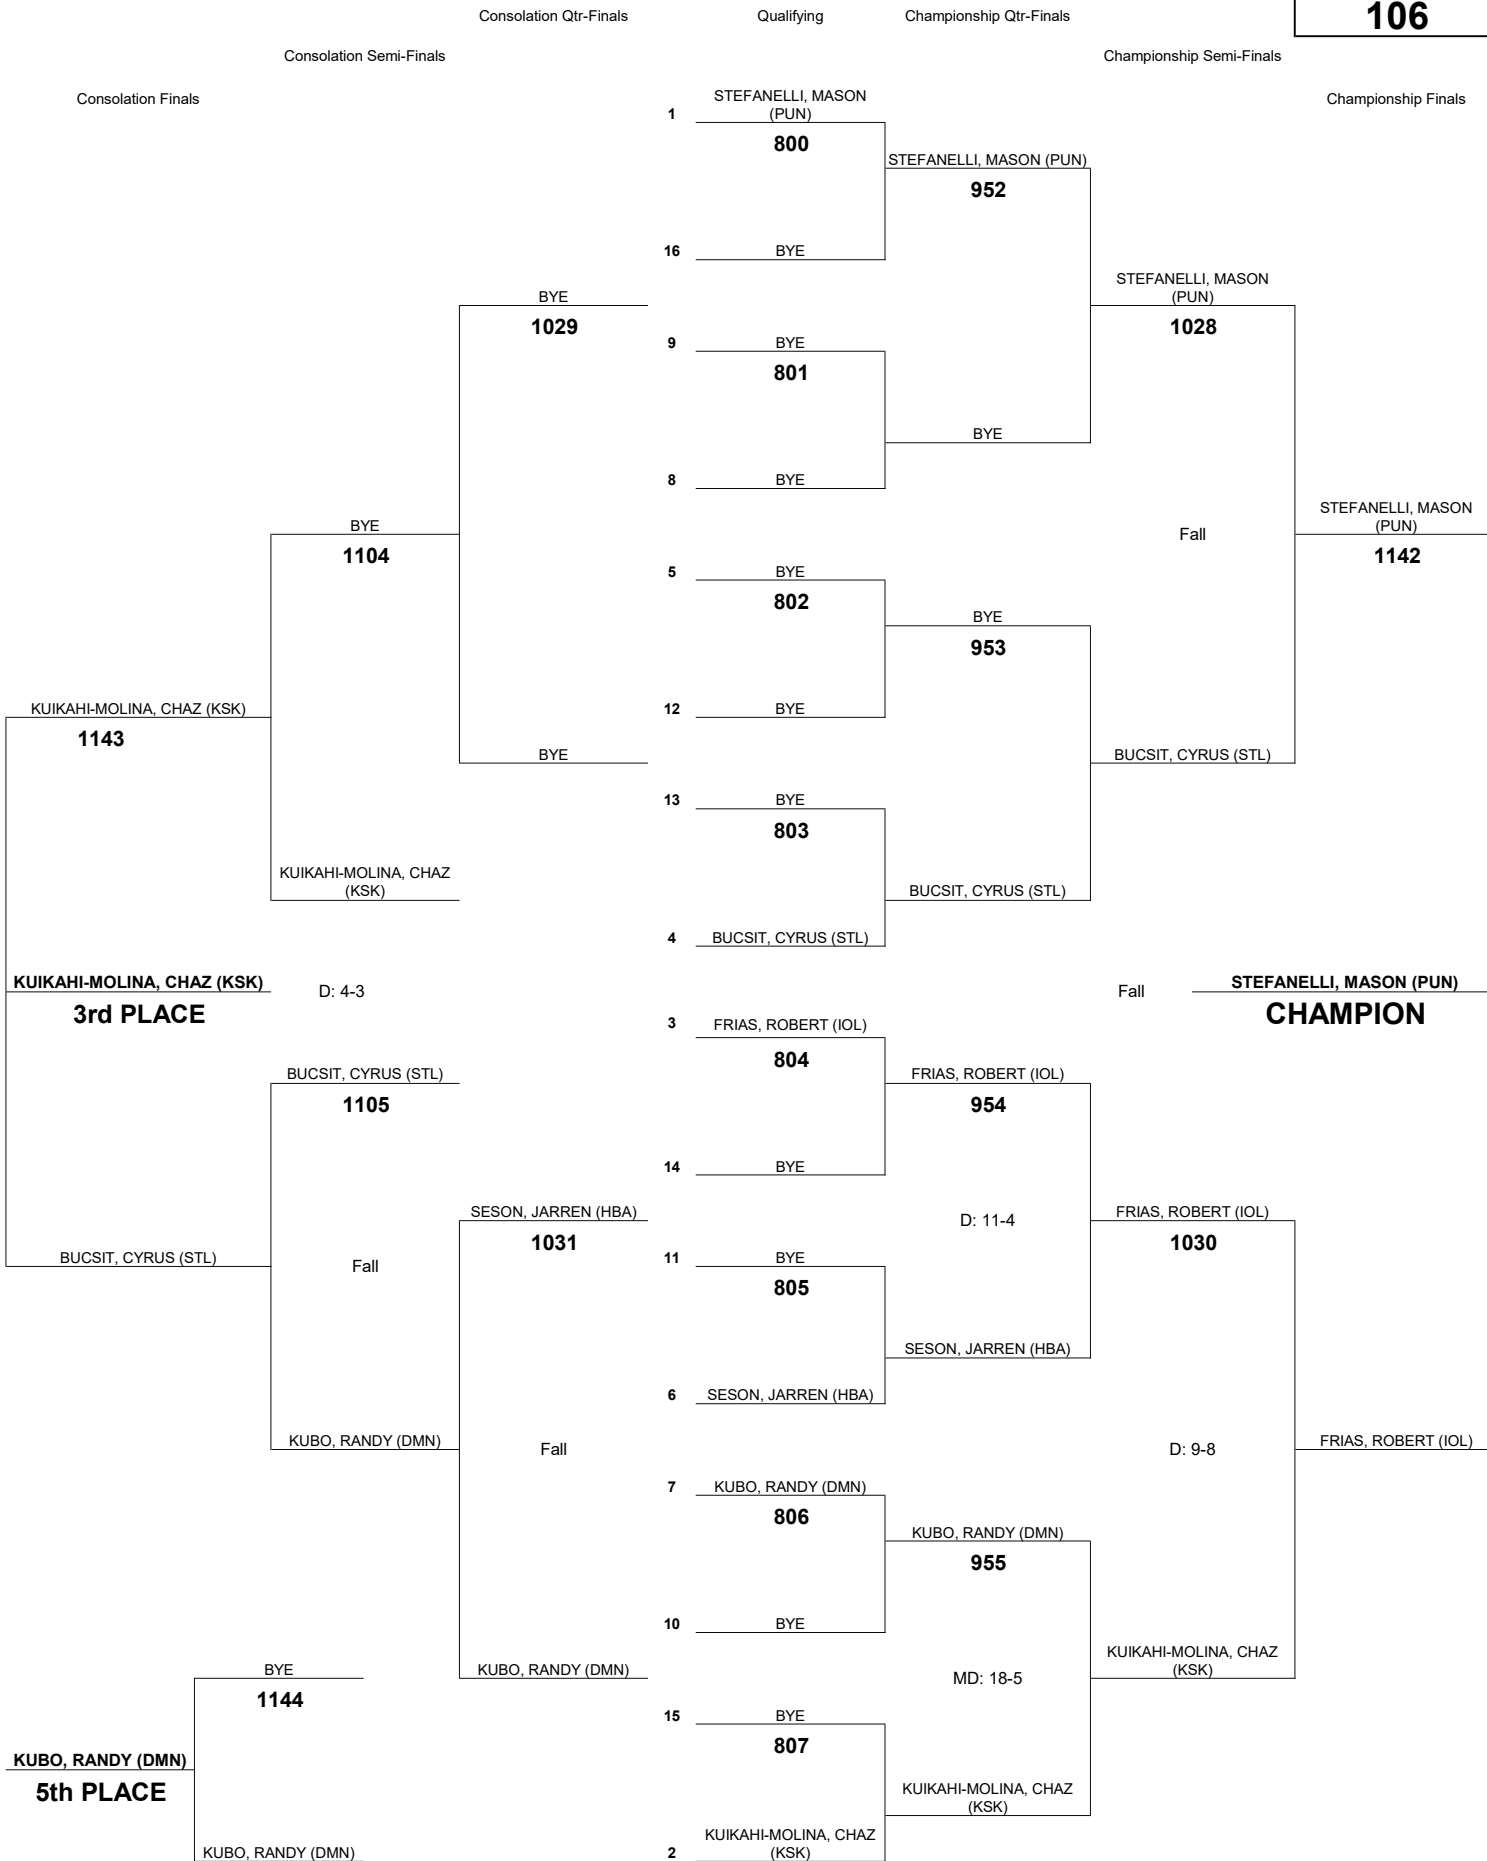 Consolation Qtr-Finals
Qualifying
Championship Qtr-Finals
106
Consolation Semi-Finals
Championship Semi-Finals
Consolation Finals
Championship Finals
1
STEFANELLI, MASON
(PUN)
800
STEFANELLI, MASON (PUN)
952
16
BYE
STEFANELLI, MASON
(PUN)
1028
BYE
1029
9
BYE
801
BYE
8
BYE
STEFANELLI, MASON
(PUN)
1142
BYE
1104
Fall
5
BYE
802
BYE
953
12
BYE
KUIKAHI-MOLINA, CHAZ (KSK)
1143
BYE
BUCSIT, CYRUS (STL)
13
BYE
803
KUIKAHI-MOLINA, CHAZ
(KSK)
BUCSIT, CYRUS (STL)
4
BUCSIT, CYRUS (STL)
KUIKAHI-MOLINA, CHAZ (KSK)
3rd PLACE
D: 4-3
Fall
STEFANELLI, MASON (PUN)
CHAMPION
3
FRIAS, ROBERT (IOL)
804
BUCSIT, CYRUS (STL)
1105
FRIAS, ROBERT (IOL)
954
14
BYE
SESON, JARREN (HBA)
1031
D: 11-4
FRIAS, ROBERT (IOL)
1030
BUCSIT, CYRUS (STL)
Fall
11
BYE
805
SESON, JARREN (HBA)
6
SESON, JARREN (HBA)
KUBO, RANDY (DMN)
Fall
D: 9-8
FRIAS, ROBERT (IOL)
7
KUBO, RANDY (DMN)
806
KUBO, RANDY (DMN)
955
10
BYE
KUIKAHI-MOLINA, CHAZ
(KSK)
BYE
1144
KUBO, RANDY (DMN)
MD: 18-5
15
BYE
807
KUBO, RANDY (DMN)
5th PLACE
KUIKAHI-MOLINA, CHAZ
(KSK)
2
KUIKAHI-MOLINA, CHAZ
(KSK)
KUBO, RANDY (DMN)